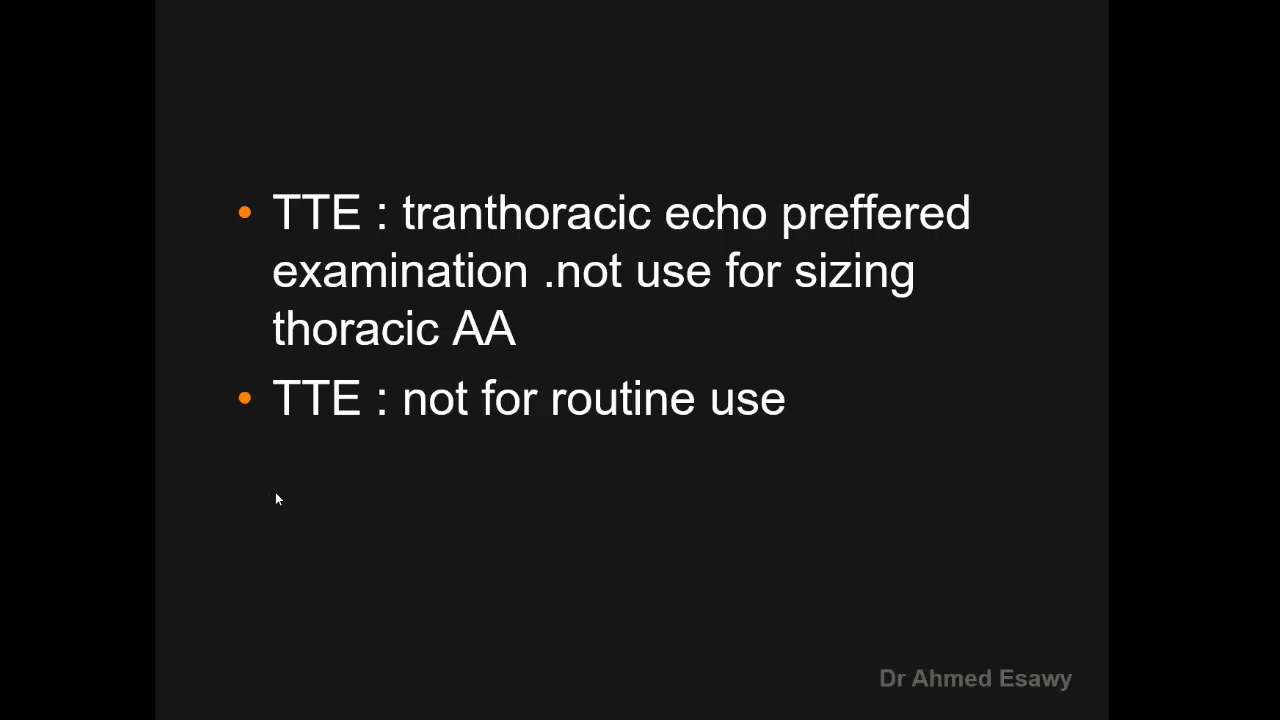 • TTE : tranthoracic echo preffered
examination .not use for sizing
thoracic AA
• TTE : not for routine use
Dr Ahmed Esawy